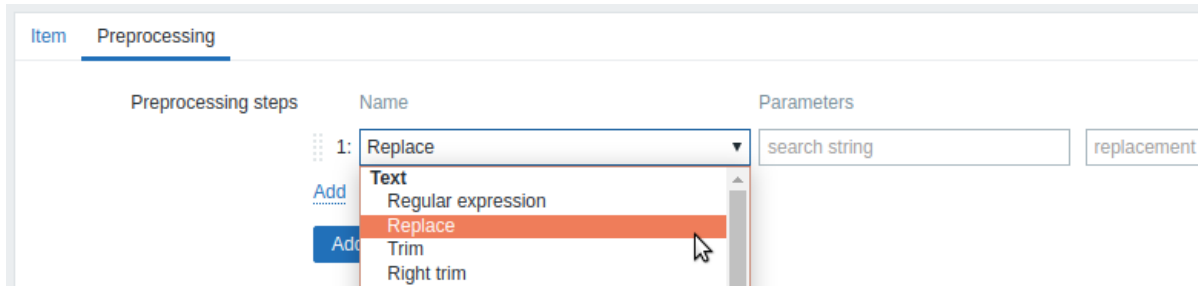 Item Preprocessing
Preprocessing steps Name Parameters
1: Replace search string replacement
Text
Add Regular expression
Replace
Trim
Right trim